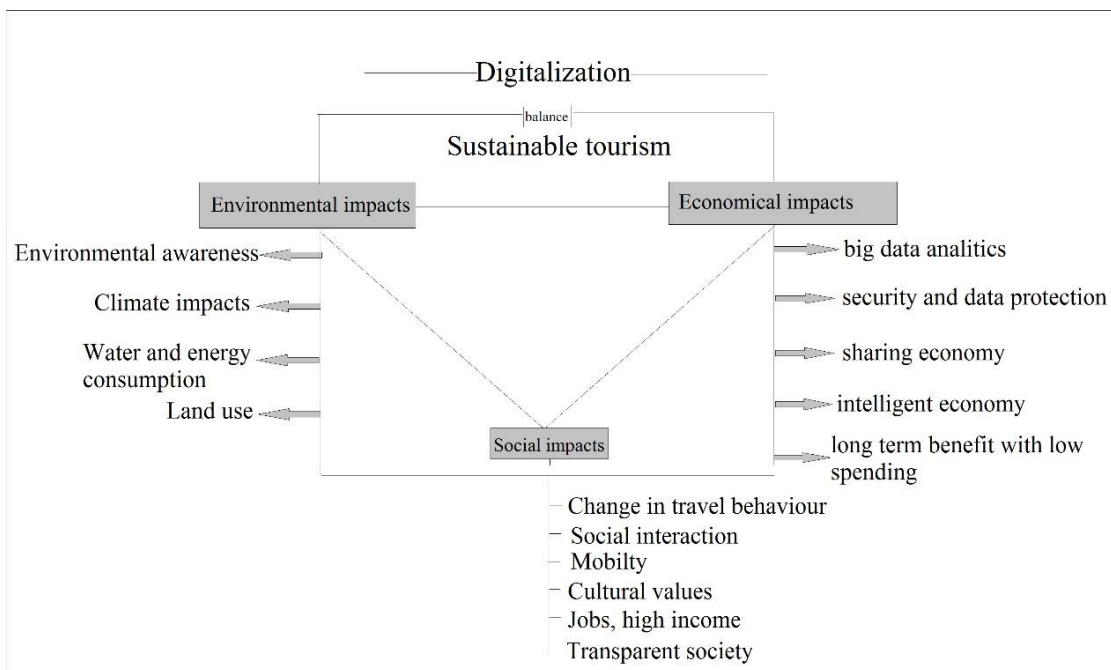 Digitalization
balance
Sustainable tourism
Environmental impacts
Economical impacts
Environmental awareness
Climate impacts
Water and energy
consumption
Land use
big data analitics
security and data protection
sharing economy
intelligent economy
long term benefit with low
spending
Social impacts
Change in travel behaviour
Social interaction
Mobilty
Cultural values
Jobs, high income
Transparent society